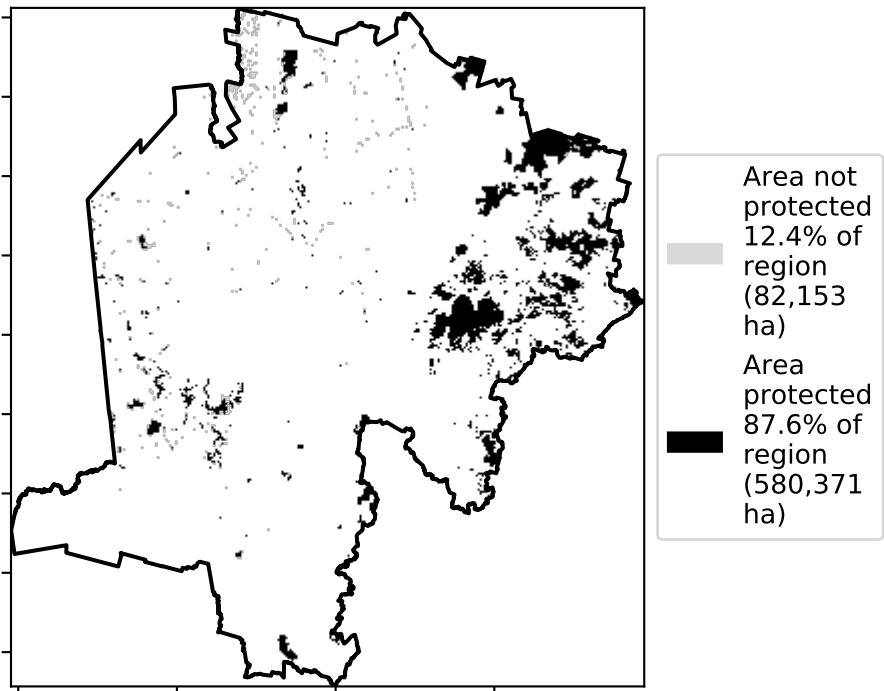 Area not
protected
12.4% of
region
(82,153
ha)
Area
protected
87.6% of
region
(580,371
ha)